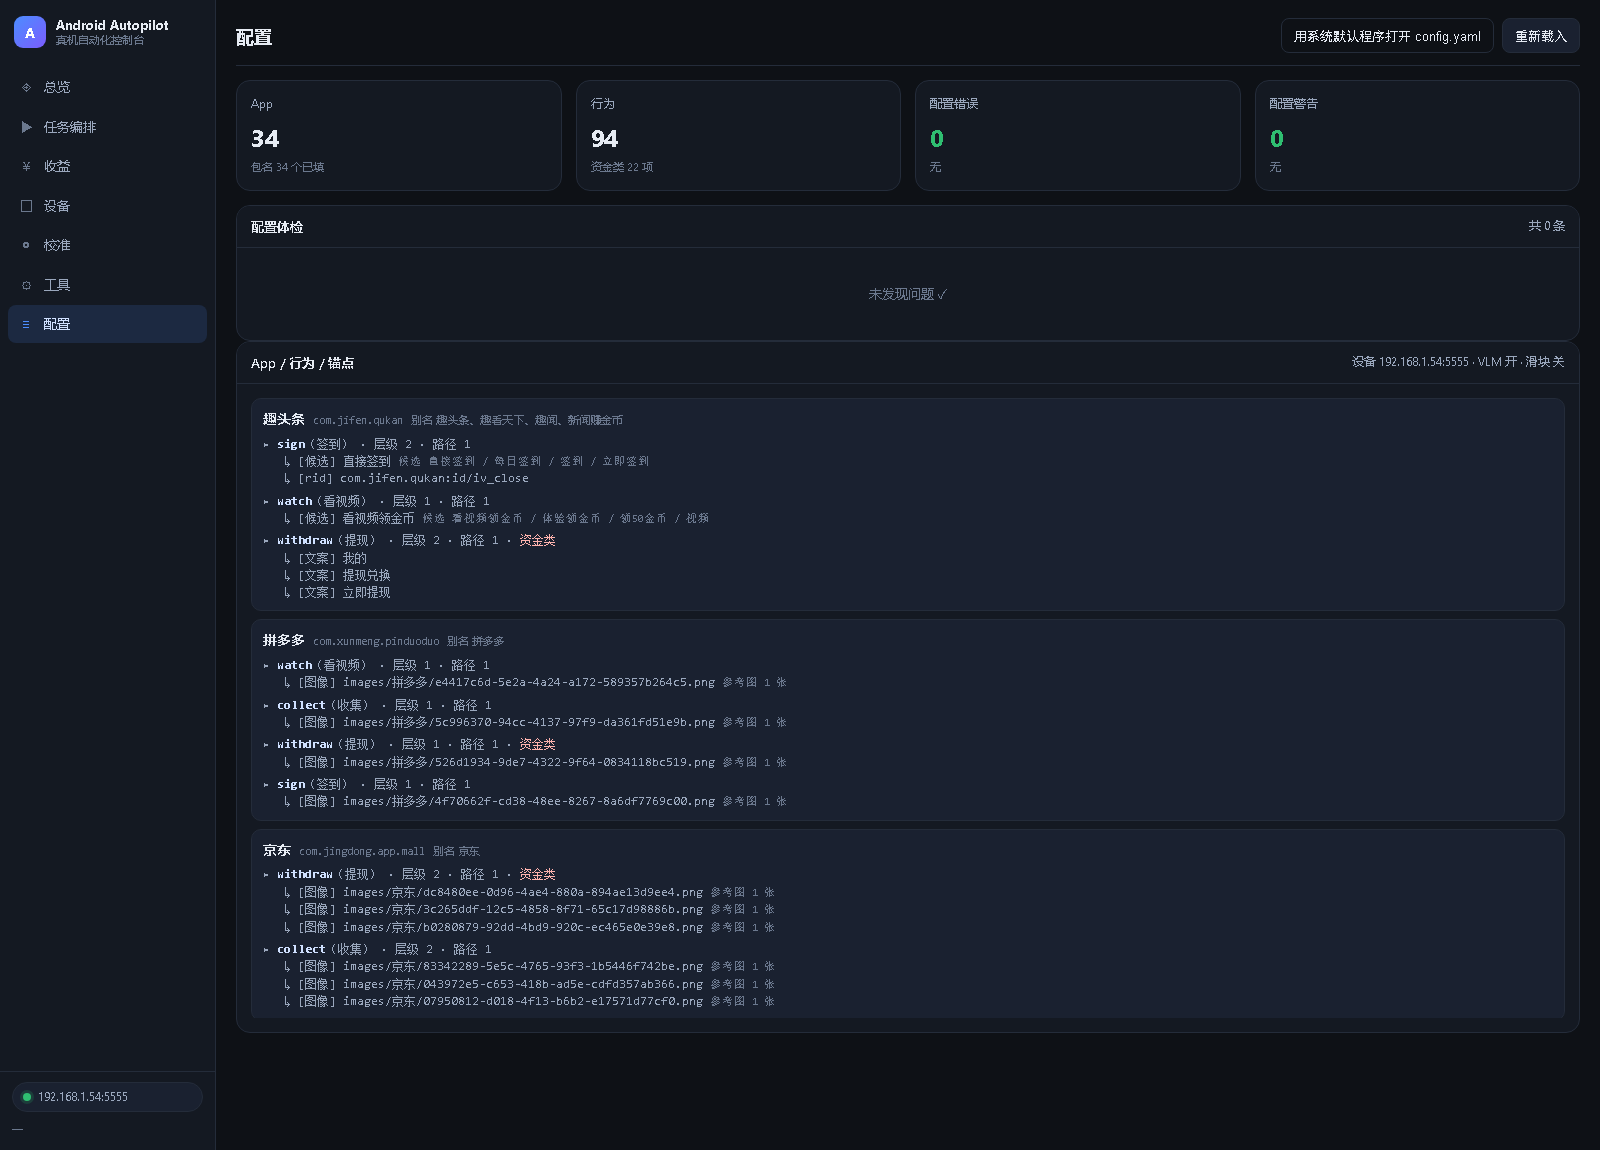 A
Android Autopilot
真机自动化控制台
总览
任务编排
¥ 收益
设备
校准
工具
配置
192.168.1.54:5555
—
配置
用系统默认程序打开 config.yaml
重新载入
App
34
包名 34 个已填
行为
94
资金类 22 项
配置错误
0
无
配置警告
0
无
配置体检
共 0 条
未发现问题 ✓
App / 行为 / 锚点
设备 192.168.1.54:5555 · VLM 开 · 滑块 关
趣头条 com.jifen.qukan 别名 趣头条、趣看天下、趣闻、新闻赚金币
▸ sign（签到） · 层级 2 · 路径 1
↳ [候选] 直接签到 候选 直接签到 / 每日签到 / 签到 / 立即签到
↳ [rid] com.jifen.qukan:id/iv_close
▸ watch（看视频） · 层级 1 · 路径 1
↳ [候选] 看视频领金币 候选 看视频领金币 / 体验领金币 / 领50金币 / 视频
▸ withdraw（提现） · 层级 2 · 路径 1 · 资金类
↳ [文案] 我的
↳ [文案] 提现兑换
↳ [文案] 立即提现
拼多多 com.xunmeng.pinduoduo 别名 拼多多
▸ watch（看视频） · 层级 1 · 路径 1
↳ [图像] images/拼多多/e4417c6d-5e2a-4a24-a172-589357b264c5.png 参考图 1 张
▸ collect（收集） · 层级 1 · 路径 1
↳ [图像] images/拼多多/5c996370-94cc-4137-97f9-da361fd51e9b.png 参考图 1 张
▸ withdraw（提现） · 层级 1 · 路径 1 · 资金类
↳ [图像] images/拼多多/526d1934-9de7-4322-9f64-0834118bc519.png 参考图 1 张
▸ sign（签到） · 层级 1 · 路径 1
↳ [图像] images/拼多多/4f70662f-cd38-48ee-8267-8a6df7769c00.png 参考图 1 张
京东 com.jingdong.app.mall 别名 京东
▸ withdraw（提现） · 层级 2 · 路径 1 · 资金类
↳ [图像] images/京东/dc8480ee-0d96-4ae4-880a-894ae13d9ee4.png 参考图 1 张
↳ [图像] images/京东/3c265ddf-12c5-4858-8f71-65c17d98886b.png 参考图 1 张
↳ [图像] images/京东/b0280879-92dd-4bd9-920c-ec465e0e39e8.png 参考图 1 张
▸ collect（收集） · 层级 2 · 路径 1
↳ [图像] images/京东/83342289-5e5c-4765-93f3-1b5446f742be.png 参考图 1 张
↳ [图像] images/京东/043972e5-c653-418b-ad5e-cdfd357ab366.png 参考图 1 张
↳ [图像] images/京东/07950812-d018-4f13-b6b2-e17571d77cf0.png 参考图 1 张